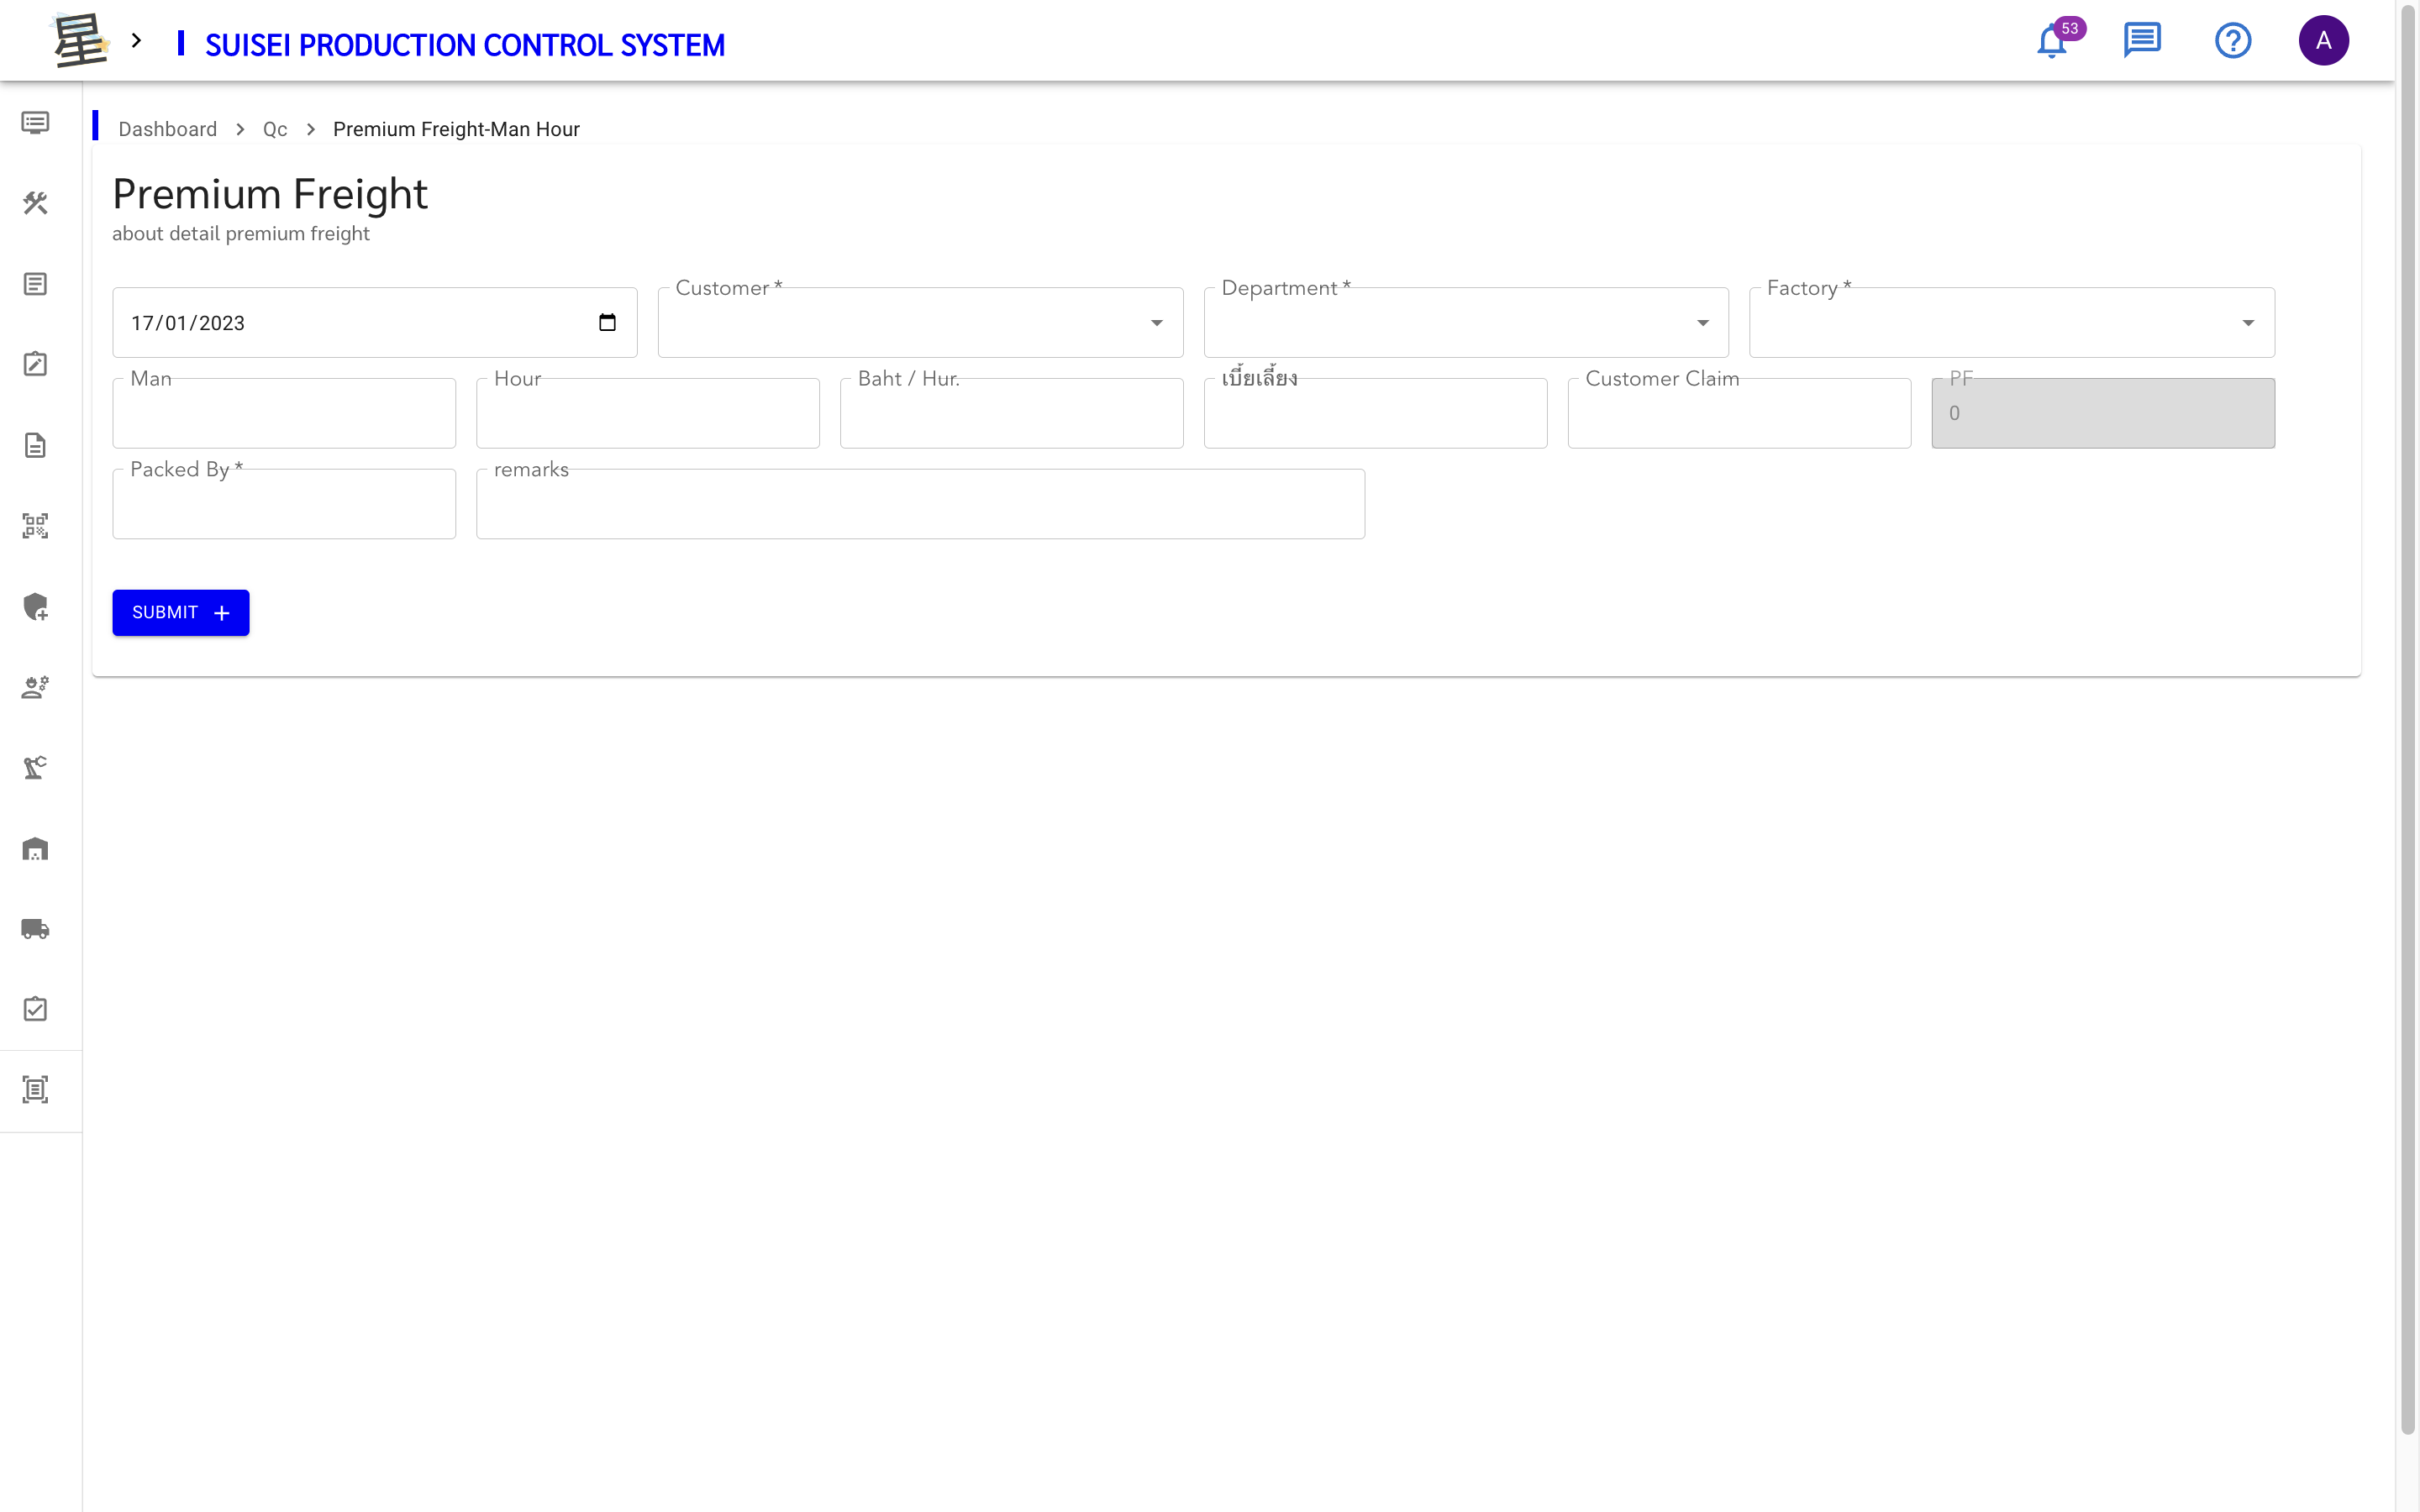 星 SUISEI PRODUCTION CONTROL SYSTEM 53 A
Dashboard > Qc > Premium Freight-Man Hour
Premium Freight
about detail premium freight
Customer * Department * Factory *
17/01/2023
Man Hour Baht / Hur. เบี้ยเลี้ยง Customer Claim PF
0
Packed By * remarks
SUBMIT +